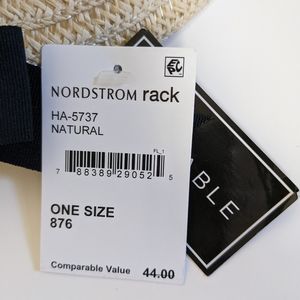 NORDSTROM rack
HA-5737
NATURAL
FL_1
7 88389 29052 5
ONE SIZE
876
Comparable Value 44.00
BLE